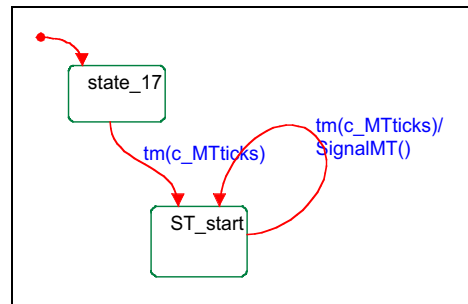 state_17
tm(c_MTticks)/
SignalMT()
tm(c_MTticks)
ST_start